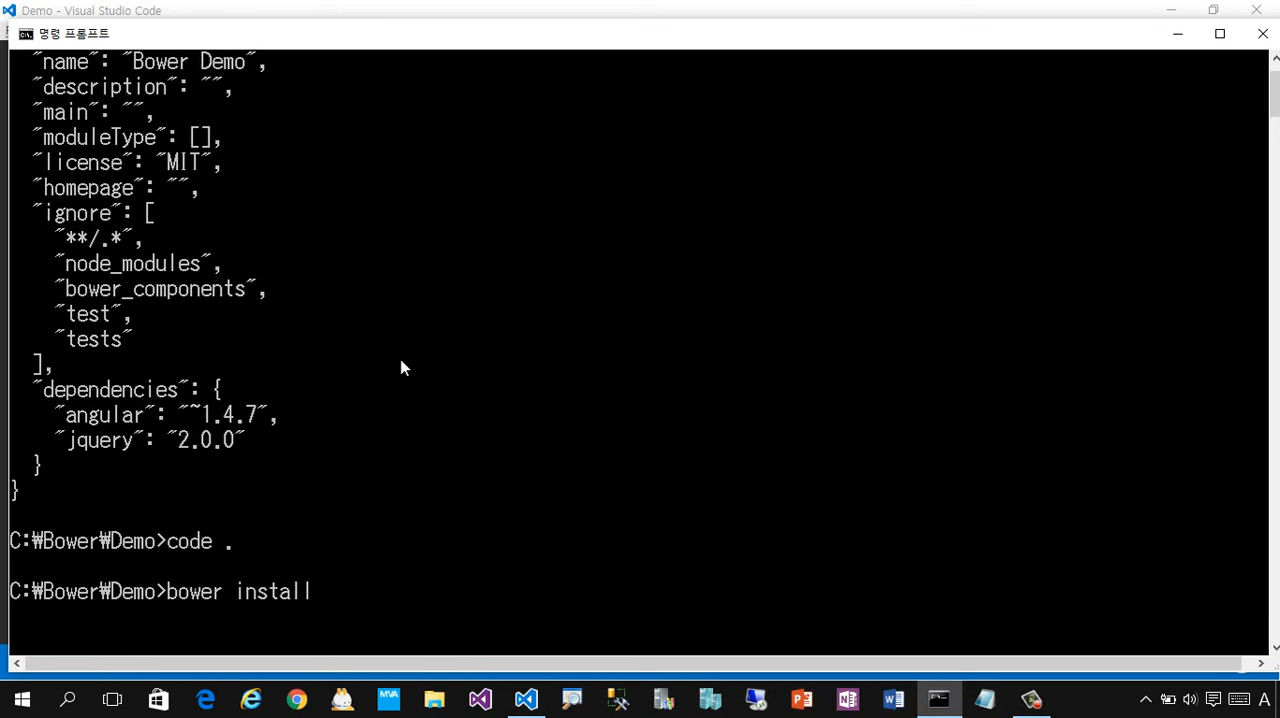 Demo - Visual Studio Code
명령 프롬프트
"name": "Bower Demo",
"description": "",
"main": "",
"moduleType": [],
"license": "MIT",
"homepage": "",
"ignore": [
"**/.*",
"node_modules",
"bower_components",
"test",
"tests"
],
"dependencies": {
"angular": "~1.4.7",
"jquery": "2.0.0"
}
}
C:₩Bower₩Demo>code .
C:₩Bower₩Demo>bower install
MVA
A